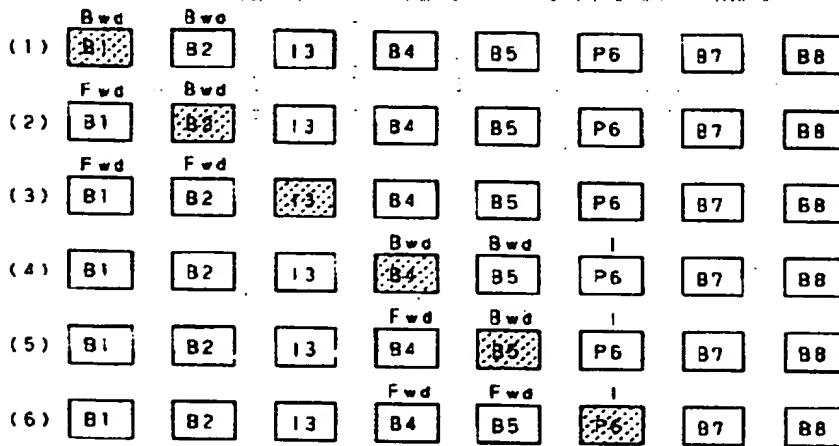 Bwd Bwd
(1) B1 B2 I3 B4 B5 P6 B7 B8
Fwd Bwd
(2) B1 B2 I3 B4 B5 P6 B7 B8
Fwd Fwd
(3) B1 B2 I3 B4 B5 P6 B7 B8
Bwd Bwd I
(4) B1 B2 I3 B4 B5 P6 B7 B8
Fwd Bwd I
(5) B1 B2 I3 B4 B5 P6 B7 B8
Fwd Fwd I
(6) B1 B2 I3 B4 B5 P6 B7 B8